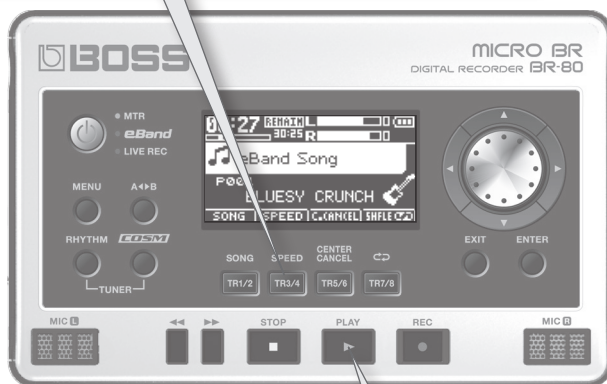 BOSS
MICRO BR
DIGITAL RECORDER BR-80
MTR
eBand
LIVE REC
MENU
A◄►B
RHYTHM
COSM
TUNER
:27 REMAIN L
30:25 R
eBand Song
BLUESY CRUNCH
SONG SPEED C.CANCEL SHFLE
SONG
SPEED
CENTER CANCEL
TR1/2
TR3/4
TR5/6
TR7/8
EXIT
ENTER
MIC L
◄◄
►►
STOP
PLAY
REC
MIC R